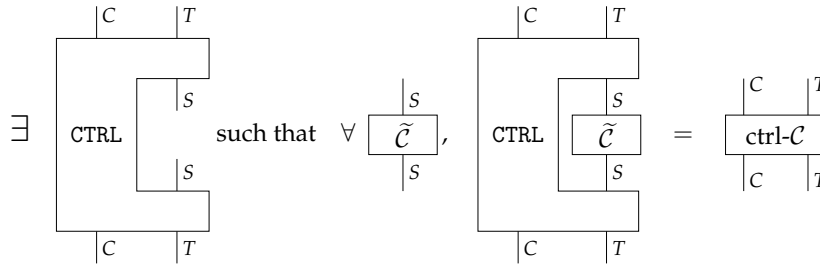 C T C T
S S S C T
∃ CTRL such that ∀ C̃, CTRL C̃ = ctrl-C
S S S C T
C T C T